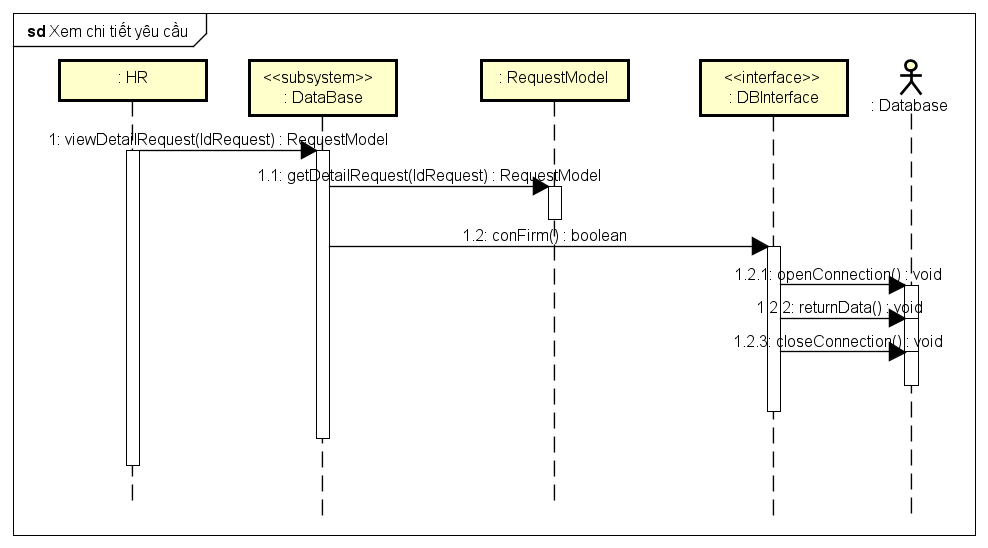 sd Xem chi tiết yêu cầu
: HR
<<subsystem>>
: DataBase
: RequestModel
<<interface>>
: DBInterface
: Database
1: viewDetailRequest(IdRequest) : RequestModel
1.1: getDetailRequest(IdRequest) : RequestModel
1.2: conFirm() : boolean
1.2.1: openConnection() : void
1.2.2: returnData() : void
1.2.3: closeConnection() : void